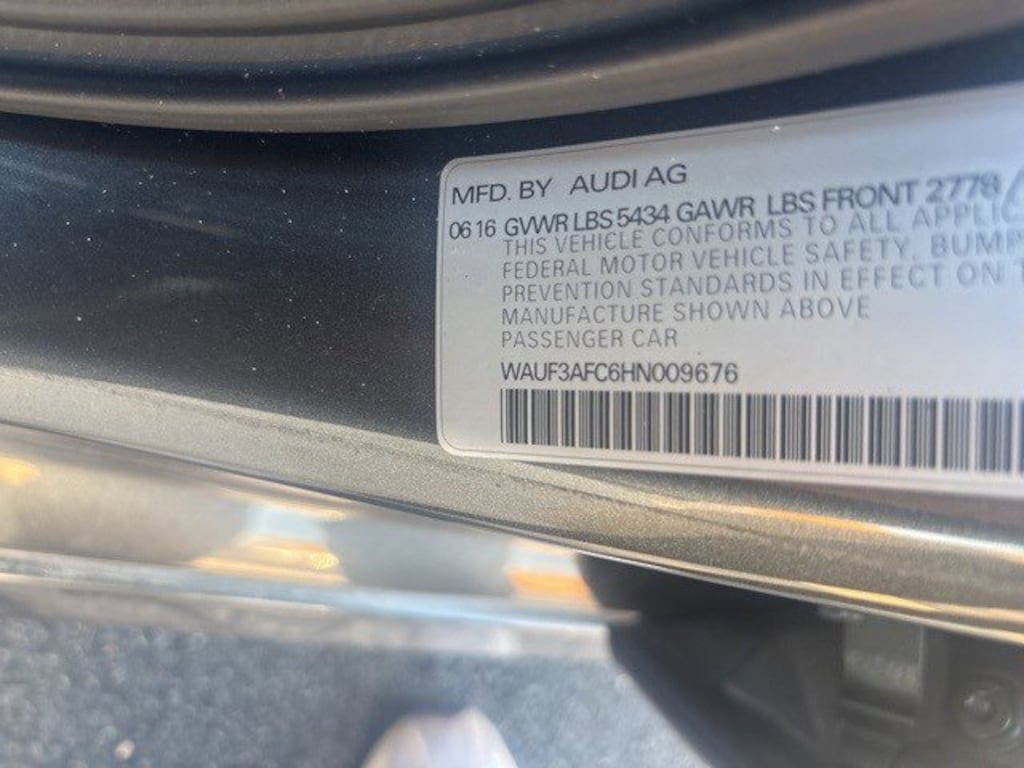 MFD. BY AUDI AG
06 16 GVWR LBS 5434 GAWR LBS FRONT 2778
THIS VEHICLE CONFORMS TO ALL
FEDERAL MOTOR VEHICLE SAFETY, BUMP
PREVENTION STANDARDS IN EFFECT ON
MANUFACTURE SHOWN ABOVE
PASSENGER CAR
WAUF3AFC6HN009676